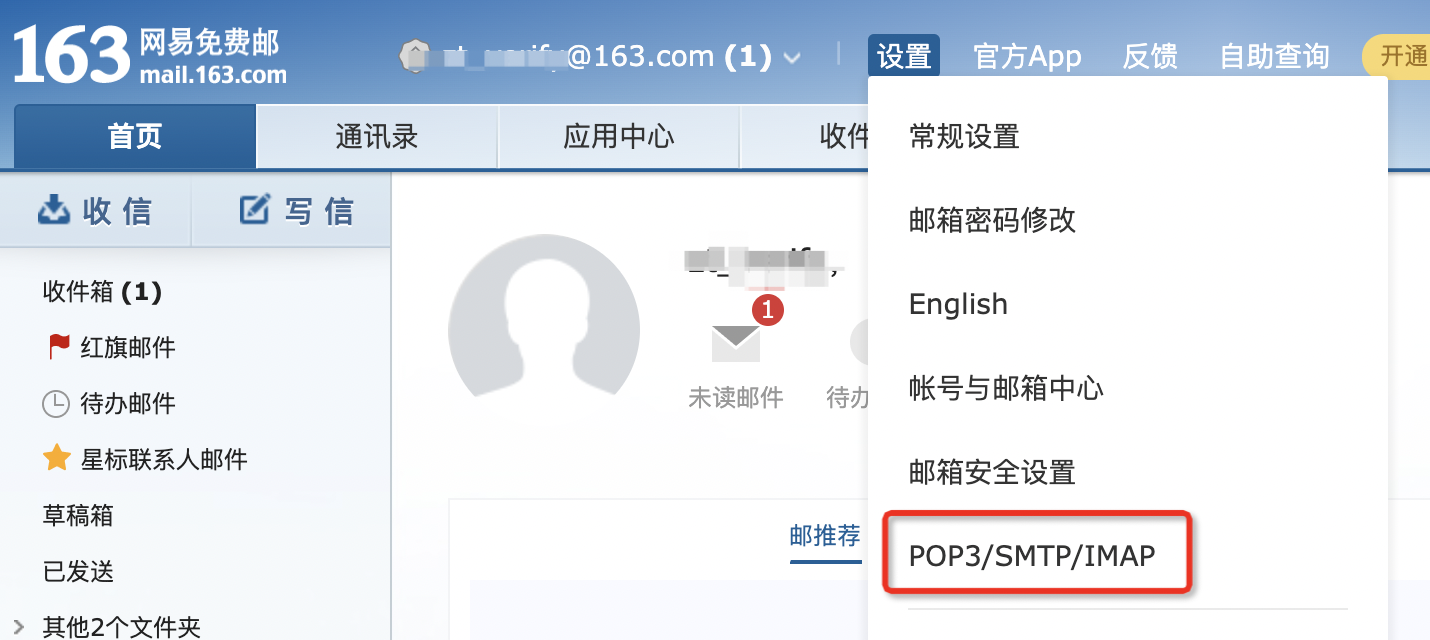 163 网易免费邮
mail.163.com
@163.com (1)
设置
官方App
反馈
自助查询
开通
首页
通讯录
应用中心
收件
收信
写信
收件箱 (1)
红旗邮件
待办邮件
星标联系人邮件
草稿箱
已发送
其他2个文件夹
1
未读邮件
待办
邮推荐
常规设置
邮箱密码修改
English
帐号与邮箱中心
邮箱安全设置
POP3/SMTP/IMAP